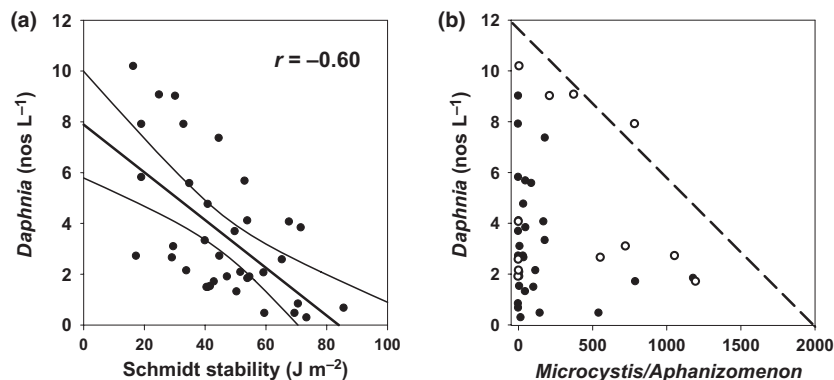 (a)
12
10
8
6
4
2
0
Daphnia (nos L⁻¹)
r = –0.60
0 20 40 60 80 100
Schmidt stability (J m⁻²)
(b)
12
10
8
6
4
2
0
Daphnia (nos L⁻¹)
0 500 1000 1500 2000
Microcystis/Aphanizomenon